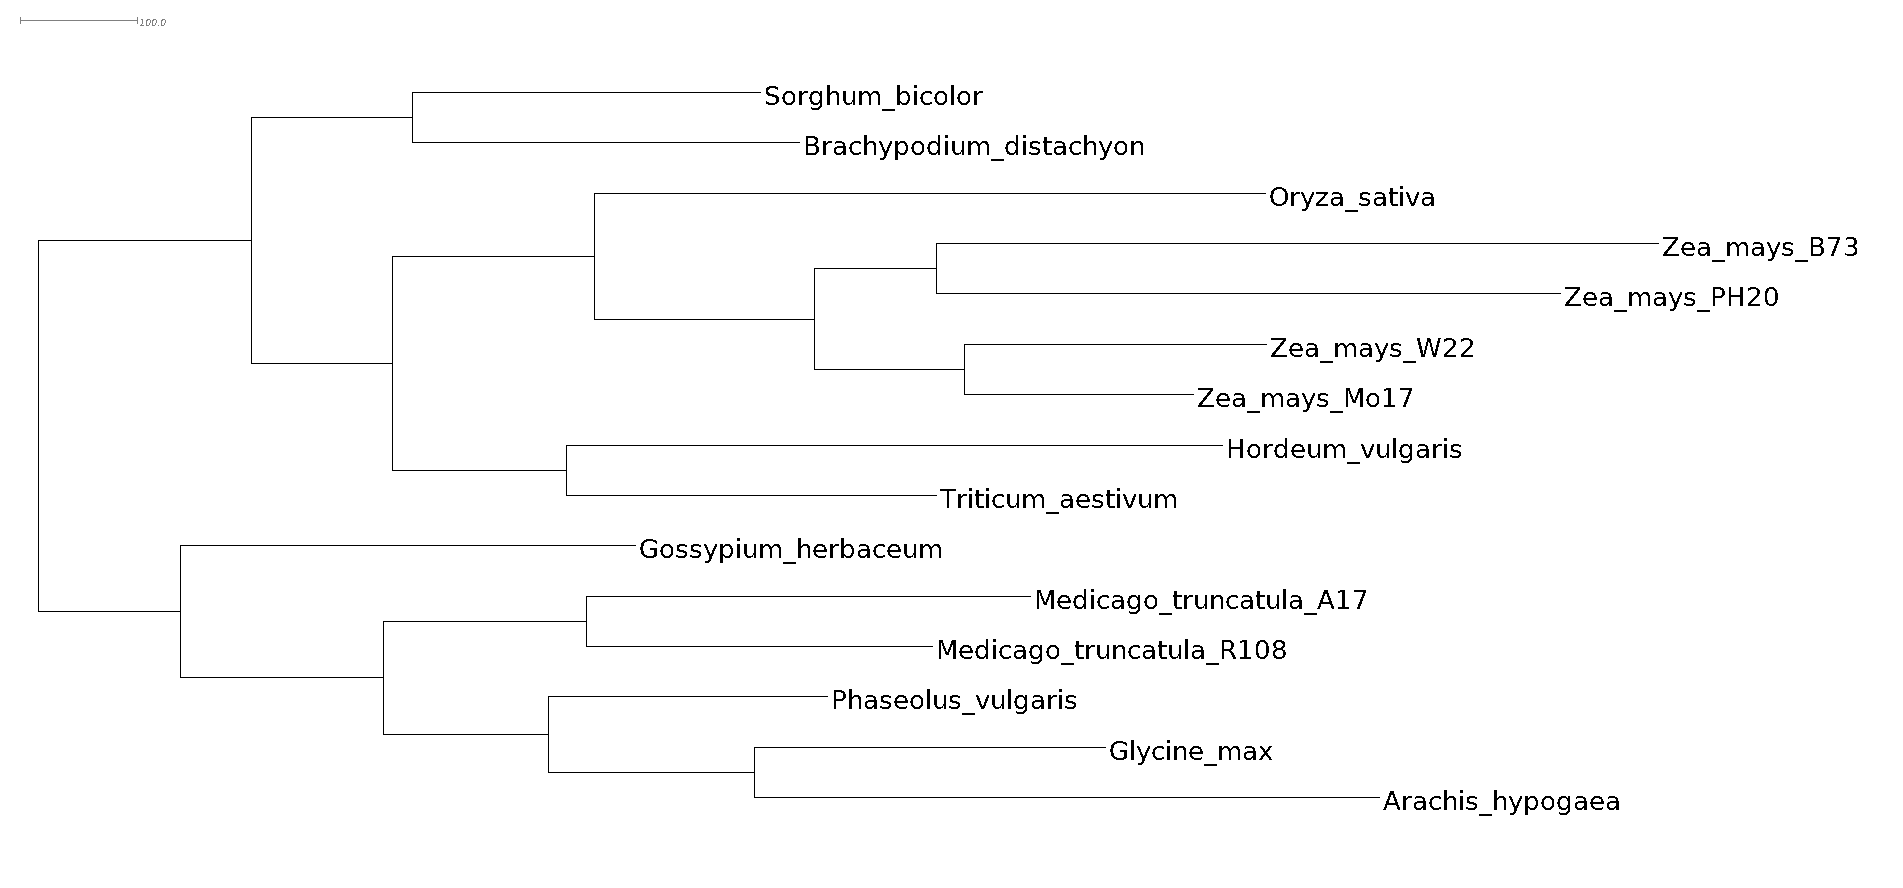 100.0
Sorghum_bicolor
Brachypodium_distachyon
Oryza_sativa
Zea_mays_B73
Zea_mays_PH20
Zea_mays_W22
Zea_mays_Mo17
Hordeum_vulgaris
Triticum_aestivum
Gossypium_herbaceum
Medicago_truncatula_A17
Medicago_truncatula_R108
Phaseolus_vulgaris
Glycine_max
Arachis_hypogaea